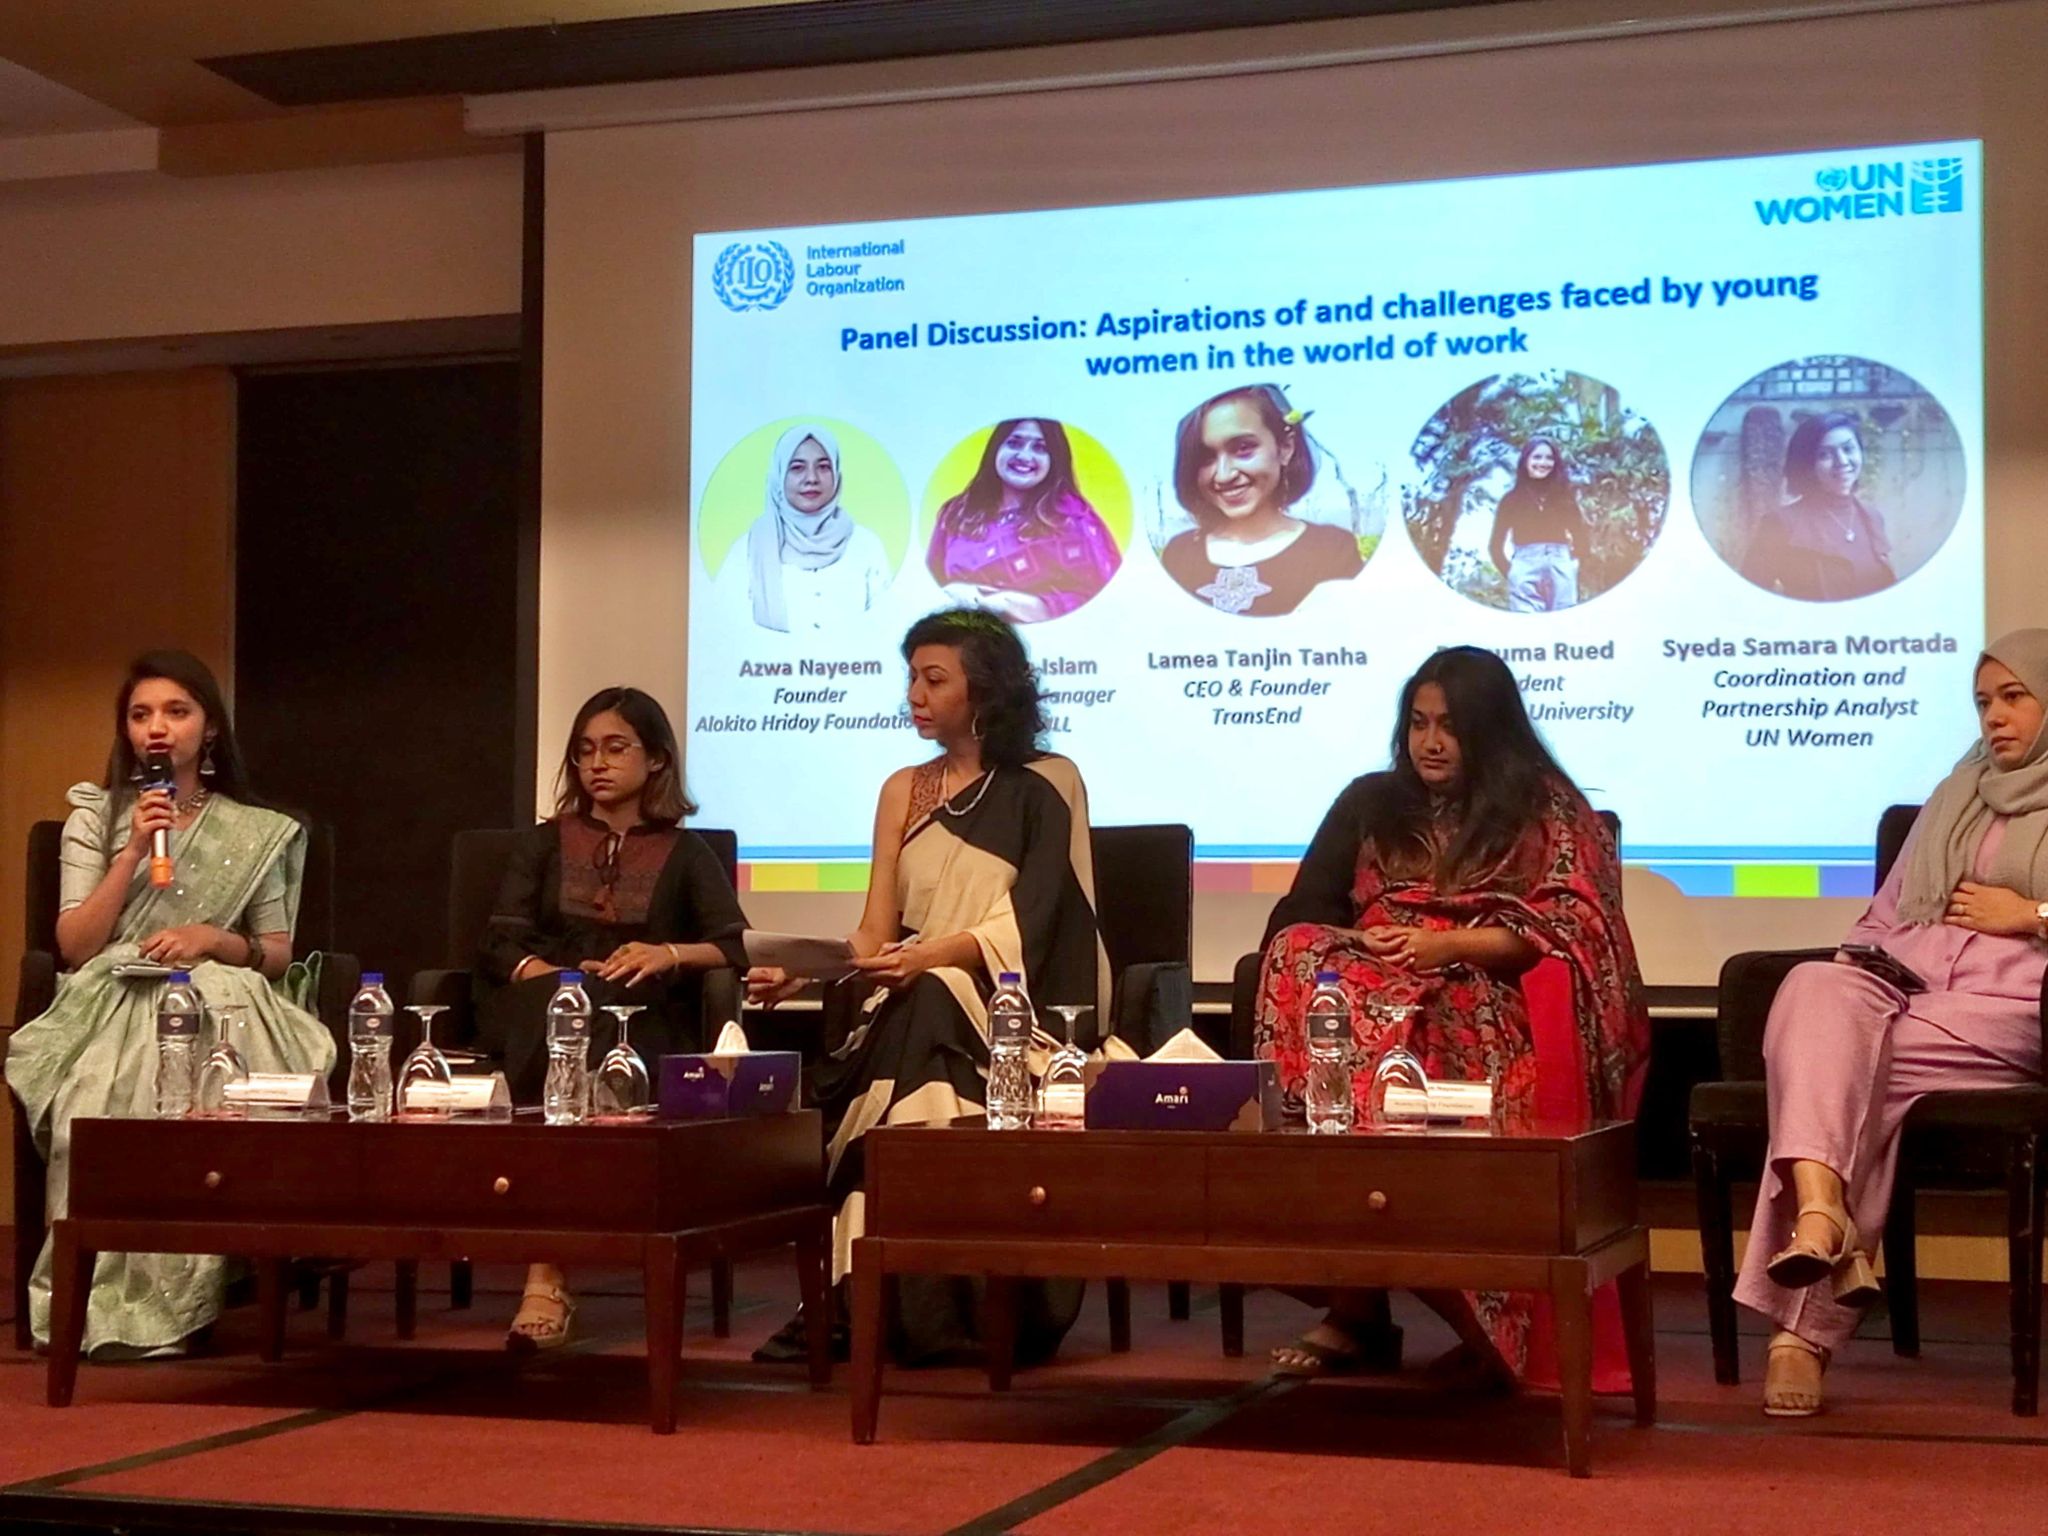 International
Labour
Organization
ILO
UN
WOMEN
Panel Discussion: Aspirations of and challenges faced by young
women in the world of work
Azwa Nayeem
Founder
Alokito Hridoy Foundatio
Islam
anager
Lamea Tanjin Tanha
CEO & Founder
TransEnd
uma Rued
dent
University
Syeda Samara Mortada
Coordination and
Partnership Analyst
UN Women
Amari
Amari